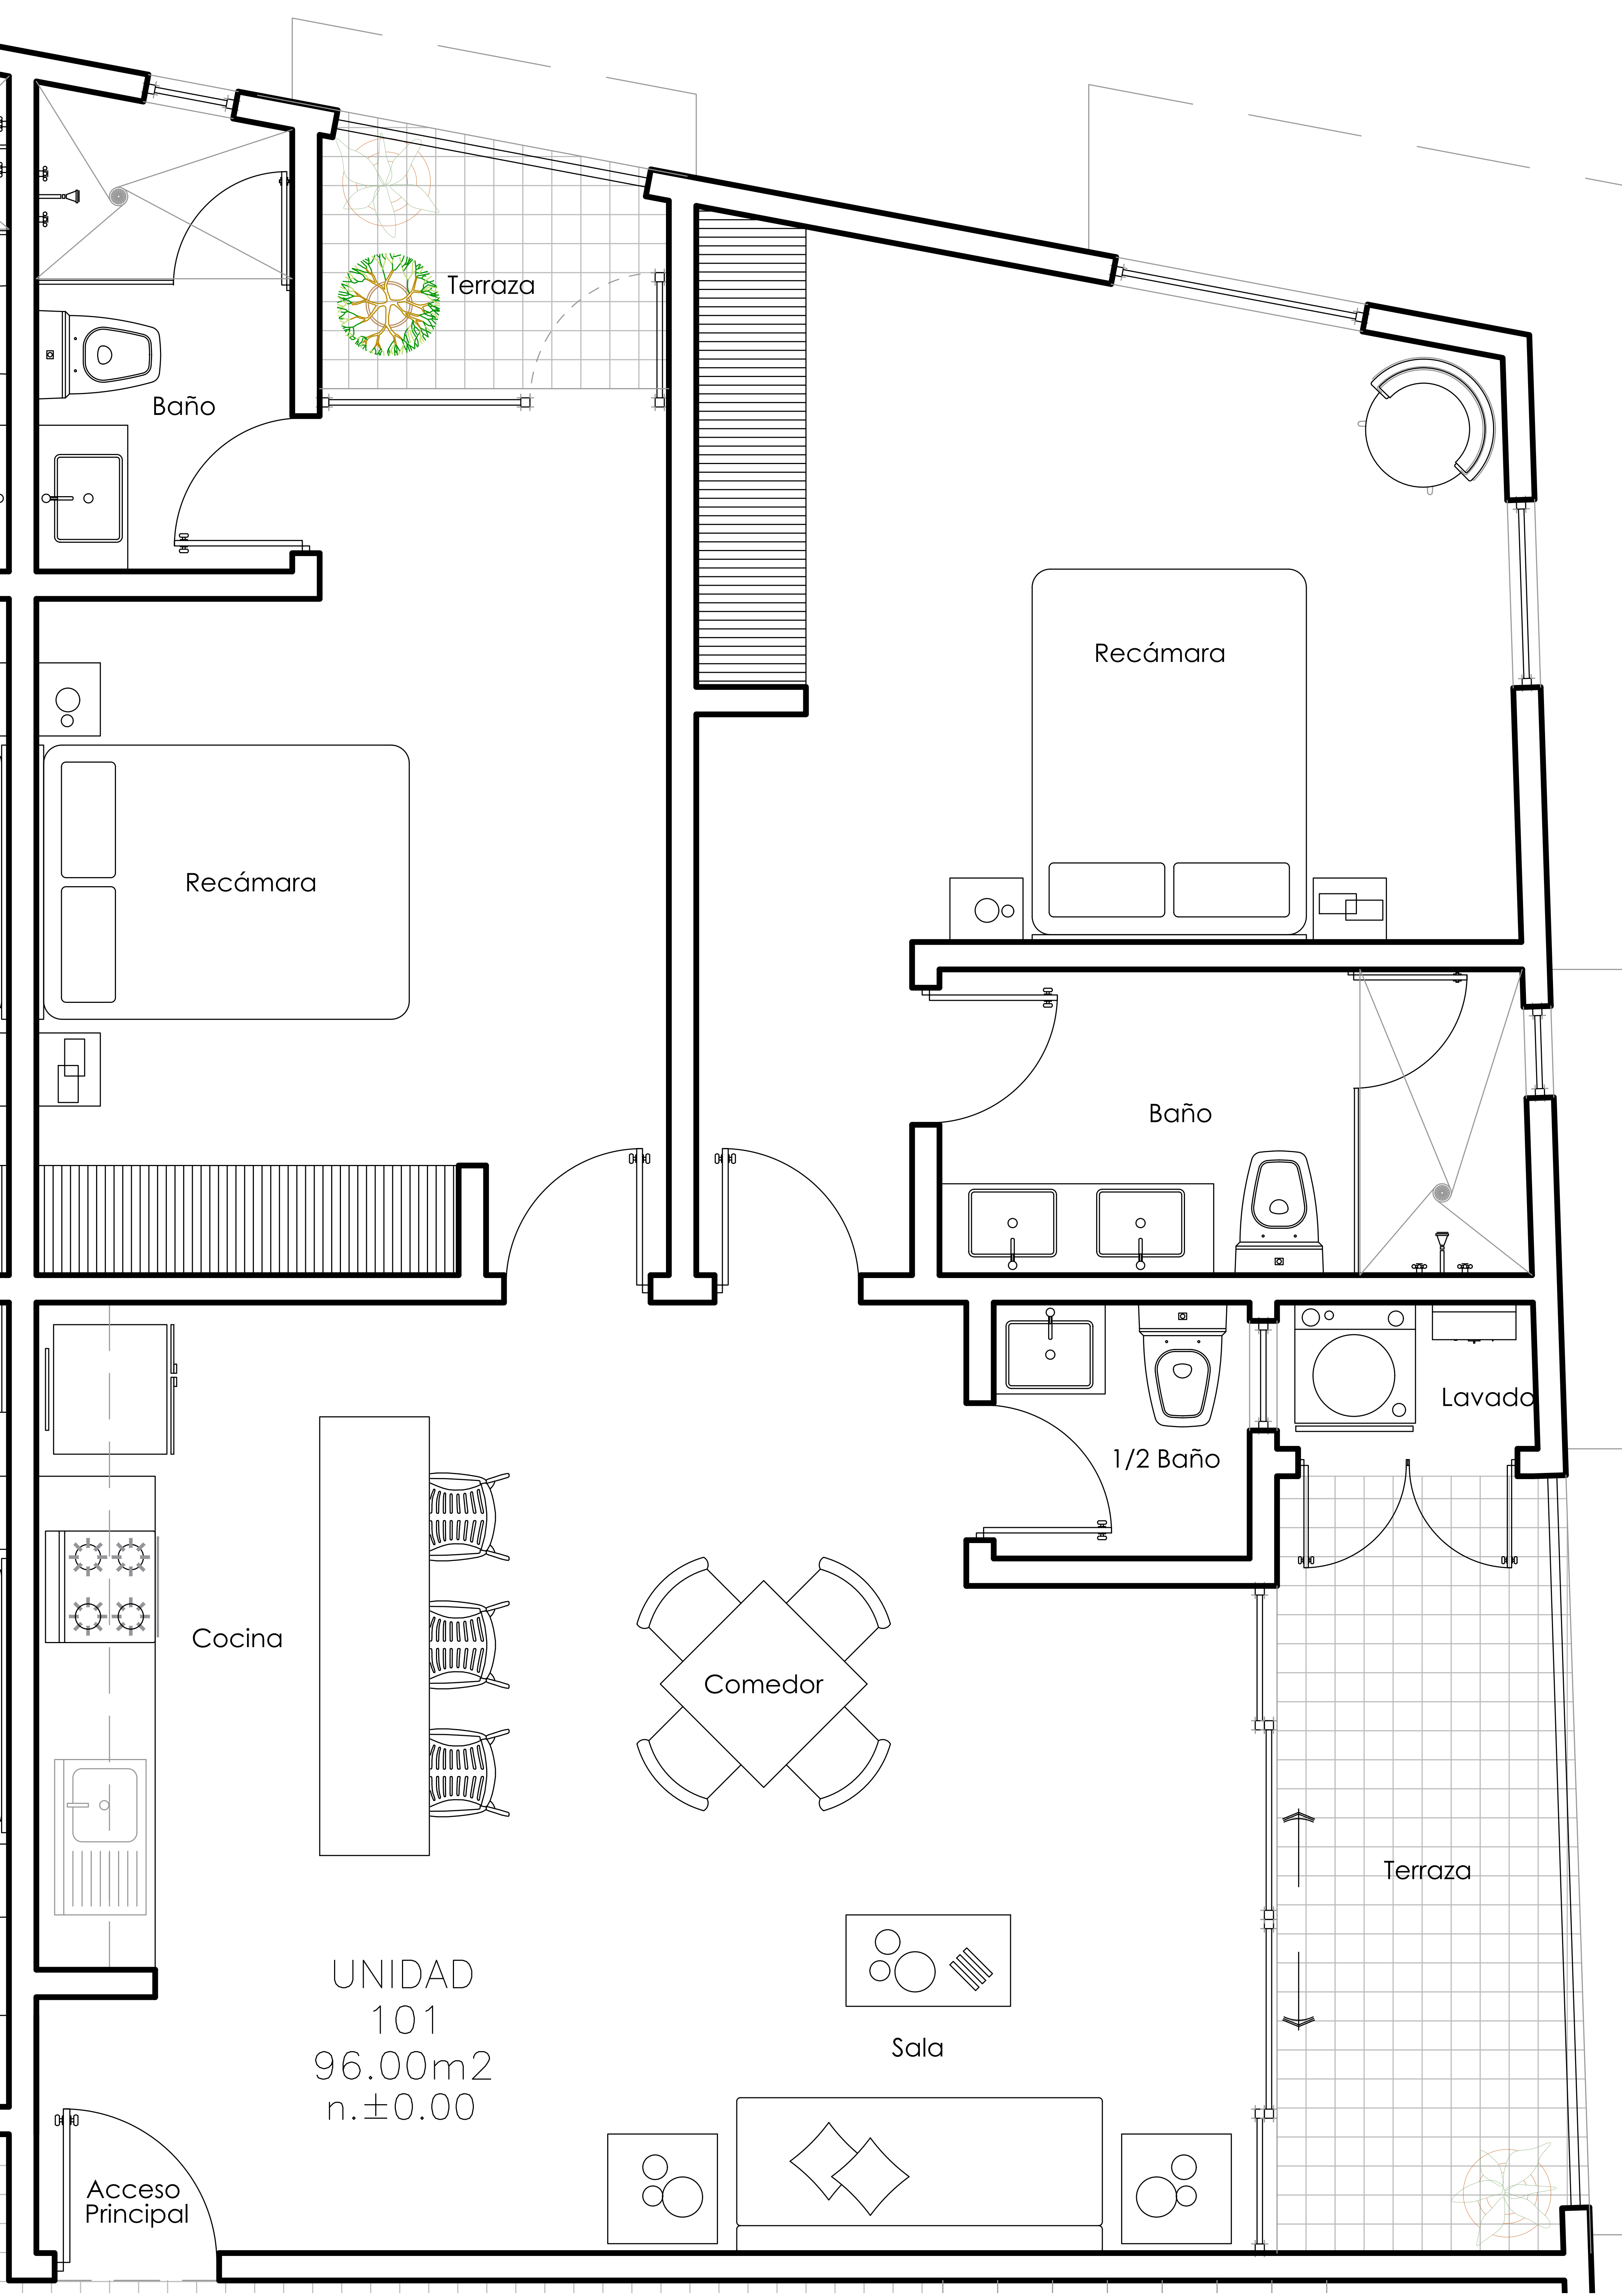 Terraza
Baño
Recámara
Recámara
Baño
Lavado
1/2 Baño
Cocina
Comedor
Terraza
UNIDAD
101
96.00m2
n.±0.00
Sala
Acceso
Principal